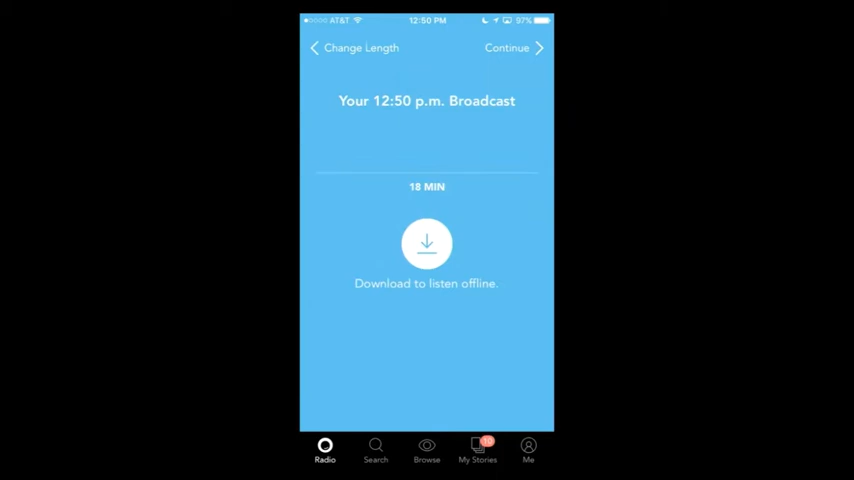 AT&T 12:50 PM 97%
Change Length Continue
Your 12:50 p.m. Broadcast
18 MIN
Download to listen offline.
10
Radio Search Browse My Stories Me